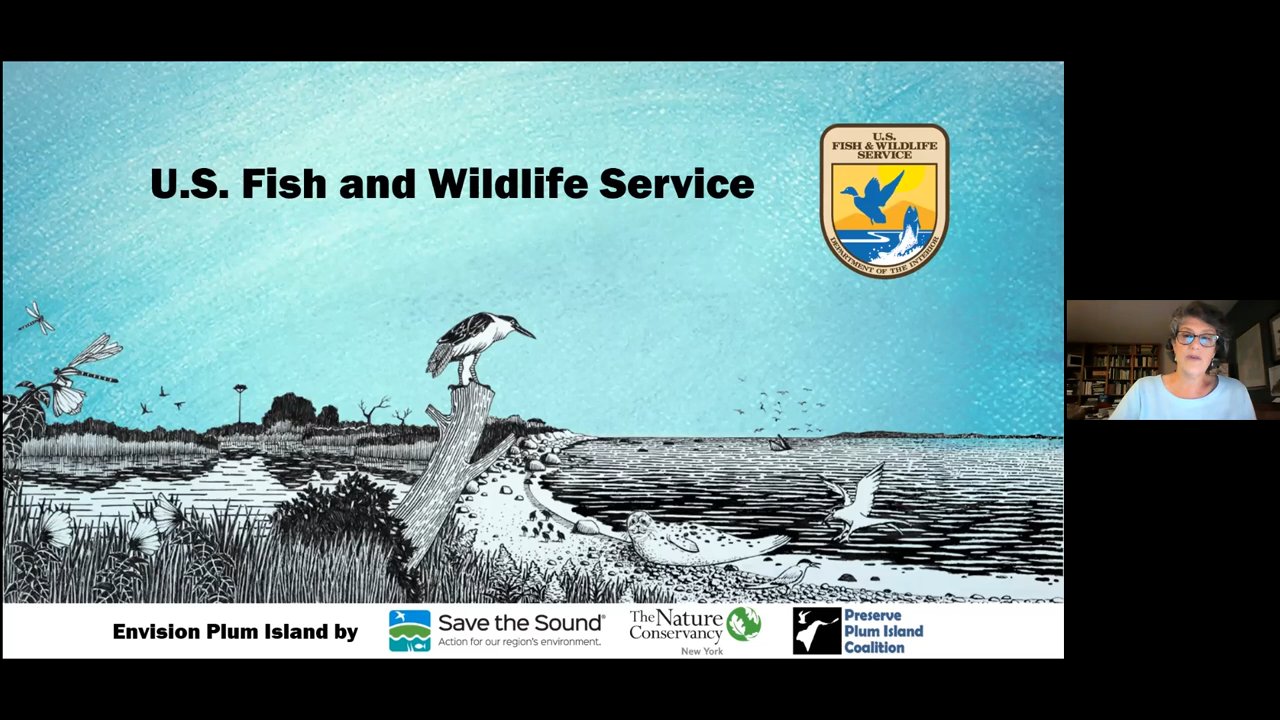 U.S. Fish and Wildlife Service
U.S.
FISH & WILDLIFE
SERVICE
DEPARTMENT OF THE INTERIOR
Envision Plum Island by
Save the Sound®
Action for our region's environment.
The Nature
Conservancy
New York
Preserve
Plum Island
Coalition